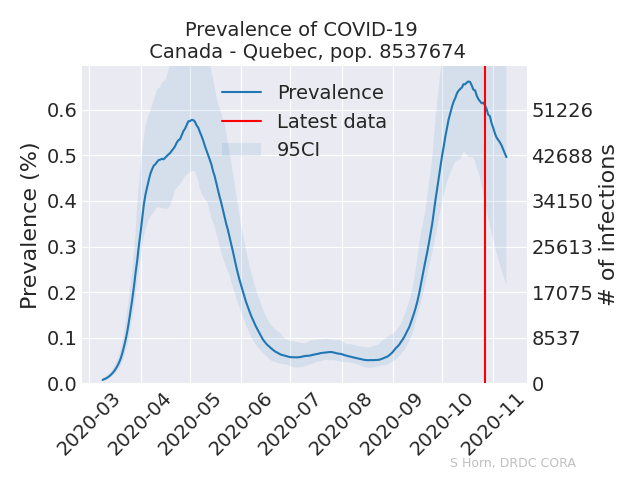 Prevalence of COVID-19
Canada - Quebec, pop. 8537674
Prevalence
Latest data
95CI
Prevalence (%)
0.6
0.5
0.4
0.3
0.2
0.1
0.0
51226
42688
34150
25613
17075
8537
0
# of infections
2020-03
2020-04
2020-05
2020-06
2020-07
2020-08
2020-09
2020-10
2020-11
S Horn, DRDC CORA